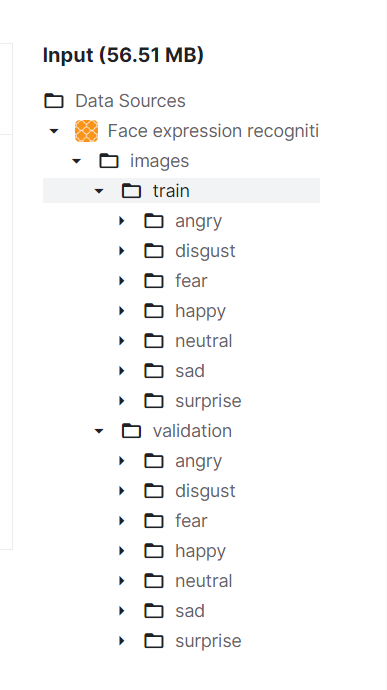 Input (56.51 MB)
Data Sources
Face expression recogniti
images
train
angry
disgust
fear
happy
neutral
sad
surprise
validation
angry
disgust
fear
happy
neutral
sad
surprise